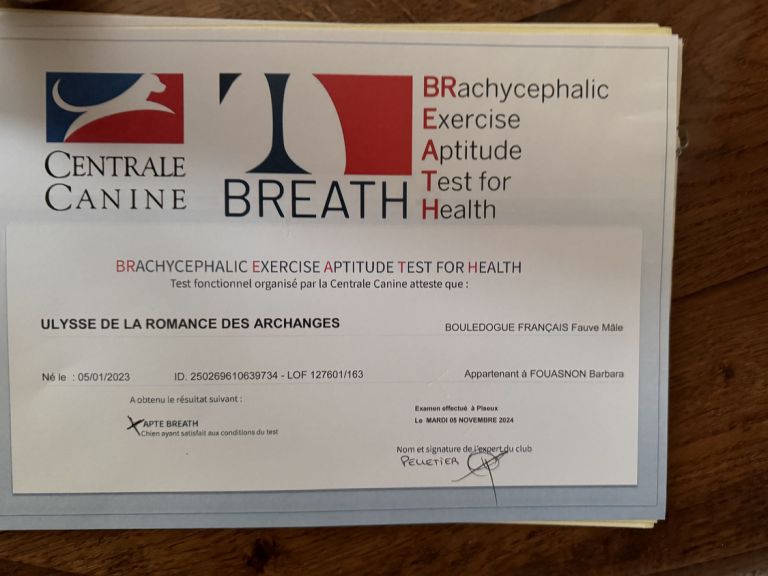 CENTRALE
CANINE
T
BREATH
BRachycephalic
Exercise
Aptitude
Test for
Health
BRACHYCEPHALIC EXERCISE APTITUDE TEST FOR HEALTH
Test fonctionnel organisé par la Centrale Canine atteste que :
ULYSSE DE LA ROMANCE DES ARCHANGES
BOULEDOGUE FRANÇAIS Fauve Mâle
Né le : 05/01/2023 ID. 250269610639734 - LOF 127601/163 Appartenant à FOUASNON Barbara
A obtenu le résultat suivant :
X APTE BREATH
Chien ayant satisfait aux conditions du test
Examen effectué à Piseux
Le MARDI 05 NOVEMBRE 2024
Nom et signature de l'expert du club
PELLETIER